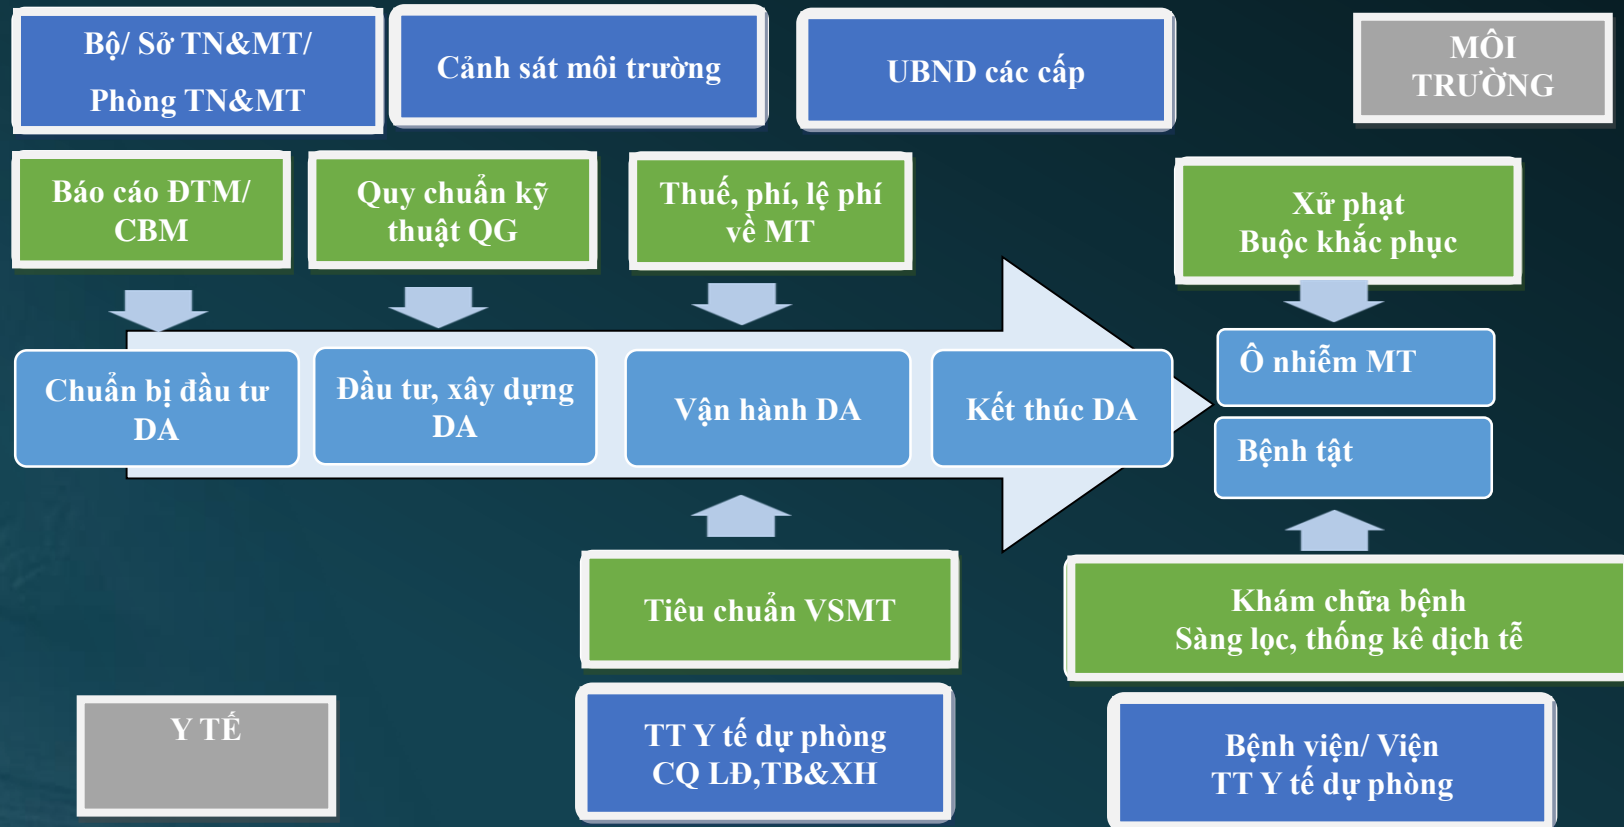 Bộ/ Sở TN&MT/
Phòng TN&MT
Cảnh sát môi trường
UBND các cấp
MÔI
TRƯỜNG
Báo cáo ĐTM/
CBM
Quy chuẩn kỹ
thuật QG
Thuế, phí, lệ phí
về MT
Xử phạt
Buộc khắc phục
Chuẩn bị đầu tư
DA
Đầu tư, xây dựng
DA
Vận hành DA
Kết thúc DA
Ô nhiễm MT
Bệnh tật
Tiêu chuẩn VSMT
Khám chữa bệnh
Sàng lọc, thống kê dịch tễ
Y TẾ
TT Y tế dự phòng
CQ LĐ,TB&XH
Bệnh viện/ Viện
TT Y tế dự phòng